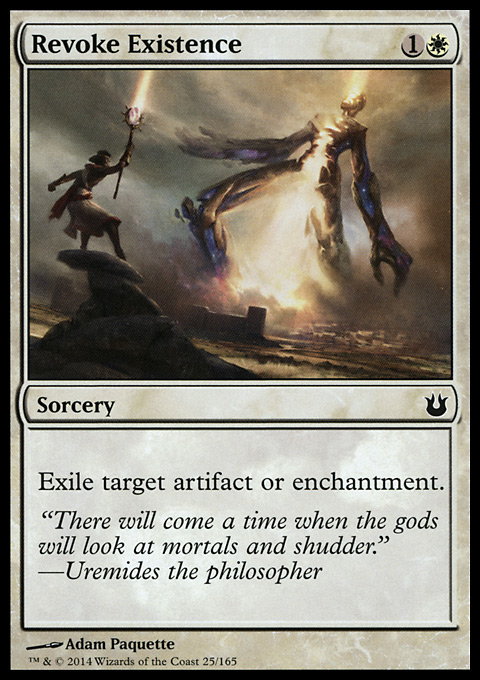 Revoke Existence 1
Sorcery
Exile target artifact or enchantment.
“There will come a time when the gods
will look at mortals and shudder.”
—Uremides the philosopher
Adam Paquette
™ & © 2014 Wizards of the Coast 25/165